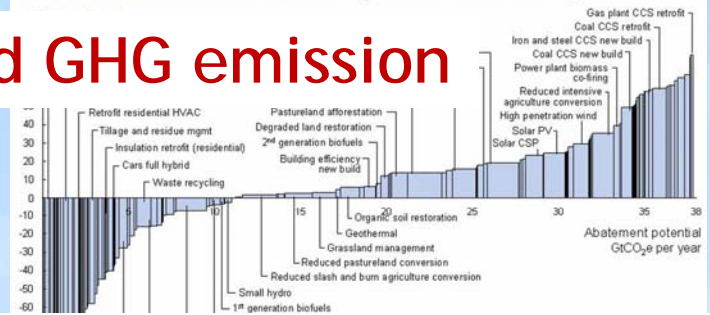 d GHG emission
Gas plant CCS retrofit
Coal CCS retrofit
Iron and steel CCS new build
Coal CCS new build
Power plant biomass
co-firing
Reduced intensive
agriculture conversion
High penetration wind
Solar PV
Solar CSP
Pastureland afforestation
Degraded land restoration
2nd generation biofuels
Building efficiency
new build
Retrofit residential HVAC
Tillage and residue mgmt
Insulation retrofit (residential)
Cars full hybrid
Waste recycling
50
40
30
20
10
0
-10
-20
-30
-40
-50
-60
5
10
15
20
25
30
35
38
Abatement potential
GtCO2e per year
Organic soil restoration
Geothermal
Grassland management
Reduced pastureland conversion
Reduced slash and burn agriculture conversion
Small hydro
1st generation biofuels